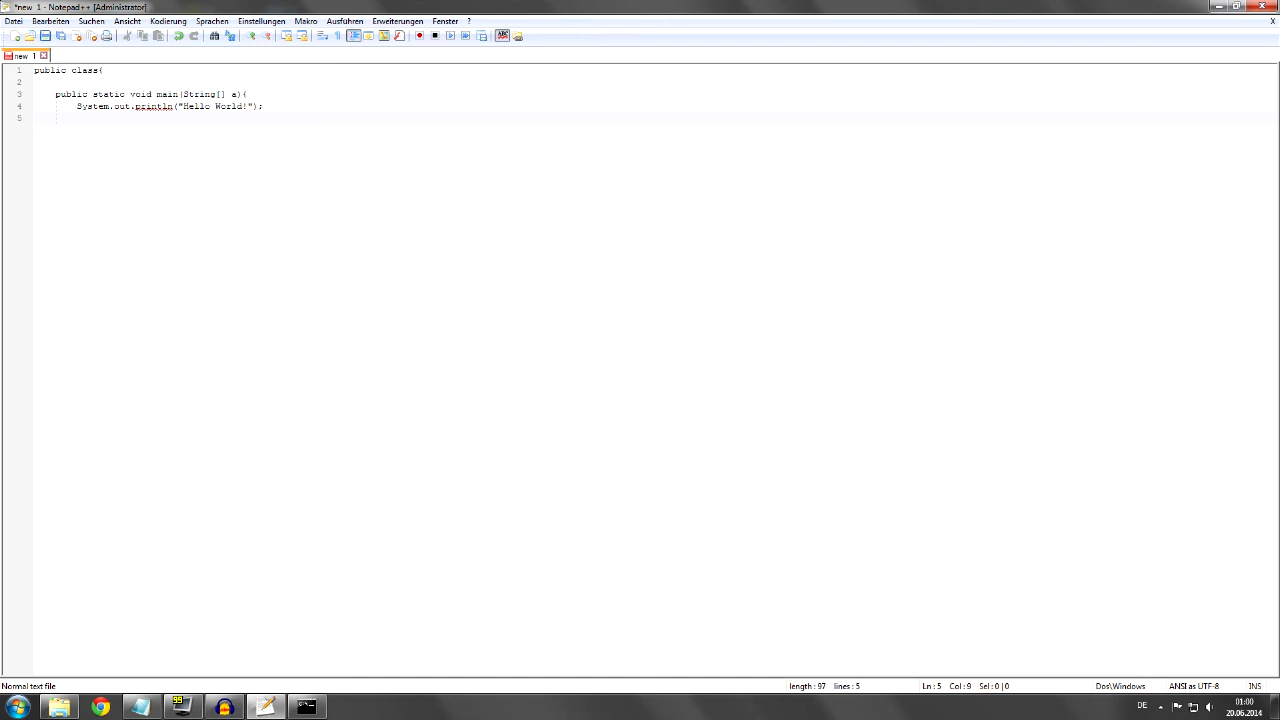 *new  1 - Notepad++ [Administrator]
Datei Bearbeiten Suchen Ansicht Kodierung Sprachen Einstellungen Makro Ausführen Erweiterungen Fenster ? X
new  1
1 public class{
2
3 public static void main(String[] a){
4 System.out.println("Hello World!");
5
Normal text file length : 97 lines : 5 Ln : 5 Col : 9 Sel : 0 | 0 Dos\Windows ANSI as UTF-8 INS
DE 01:00
20.06.2014